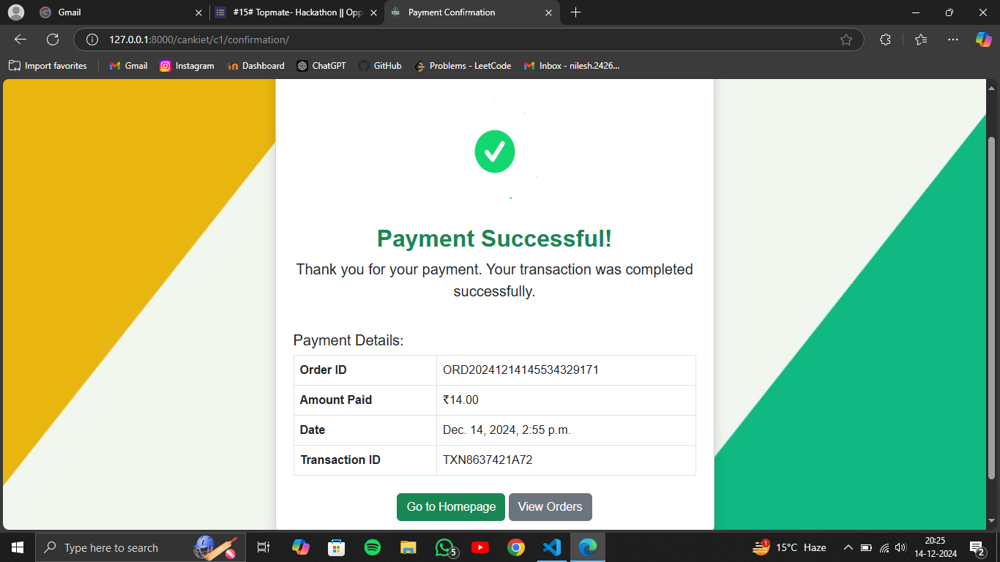 Gmail
#15# Topmate- Hackathon || Opp
Payment Confirmation
127.0.0.1:8000/cankiet/c1/confirmation/
Import favorites
Gmail
Instagram
Dashboard
ChatGPT
GitHub
Problems - LeetCode
Inbox - nilesh.2426...
Payment Successful!
Thank you for your payment. Your transaction was completed
successfully.
Payment Details:
Order ID ORD20241214145534329171
Amount Paid ₹14.00
Date Dec. 14, 2024, 2:55 p.m.
Transaction ID TXN8637421A72
Go to Homepage View Orders
Type here to search
5
1
15°C Haze
20:25
14-12-2024
2